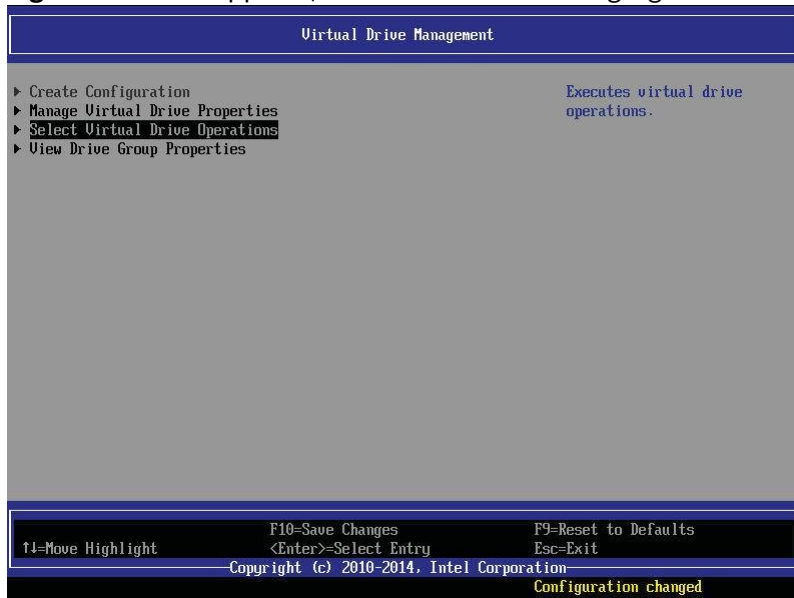 Virtual Drive Management
▶ Create Configuration
▶ Manage Virtual Drive Properties
▶ Select Virtual Drive Operations
▶ View Drive Group Properties
Executes virtual drive
operations.
F10=Save Changes F9=Reset to Defaults
↑↓=Move Highlight <Enter>=Select Entry Esc=Exit
Copyright (c) 2010-2014, Intel Corporation
Configuration changed